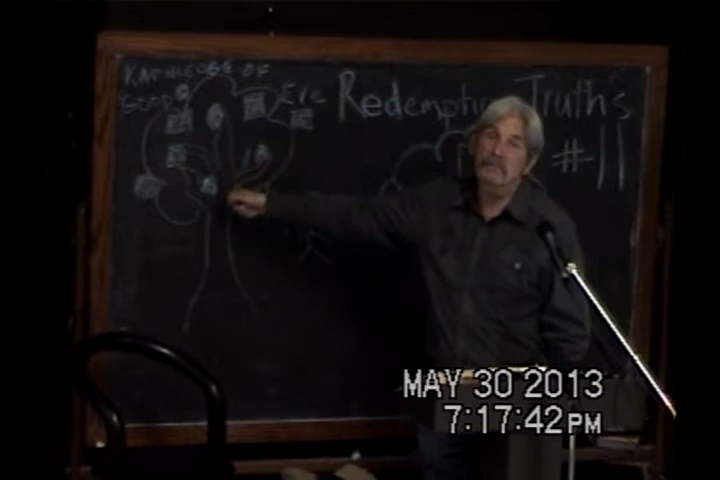 KNOWLEDGE OF
GOOD
Evil
Redemption Truths
#11
MAY 30 2013
7:17:42PM